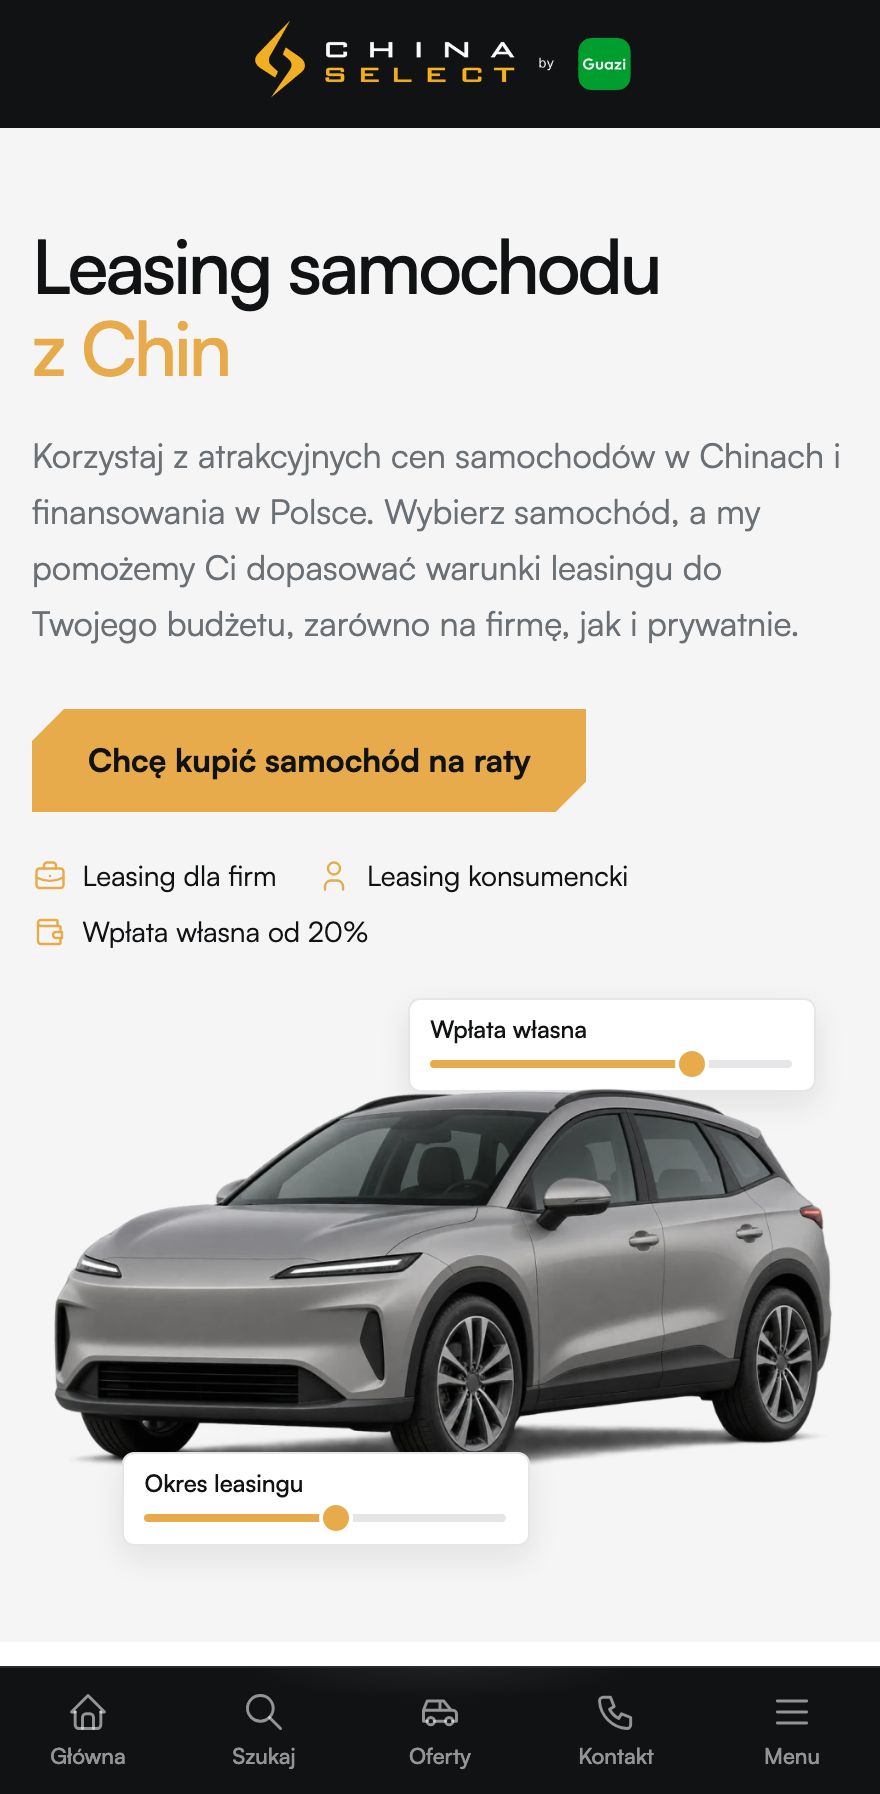 CHINA
SELECT
by
Guazi
Leasing samochodu
z Chin
Korzystaj z atrakcyjnych cen samochodów w Chinach i
finansowania w Polsce. Wybierz samochód, a my
pomożemy Ci dopasować warunki leasingu do
Twojego budżetu, zarówno na firmę, jak i prywatnie.
Chcę kupić samochód na raty
Leasing dla firm
Leasing konsumencki
Wpłata własna od 20%
Wpłata własna
Okres leasingu
Główna
Szukaj
Oferty
Kontakt
Menu